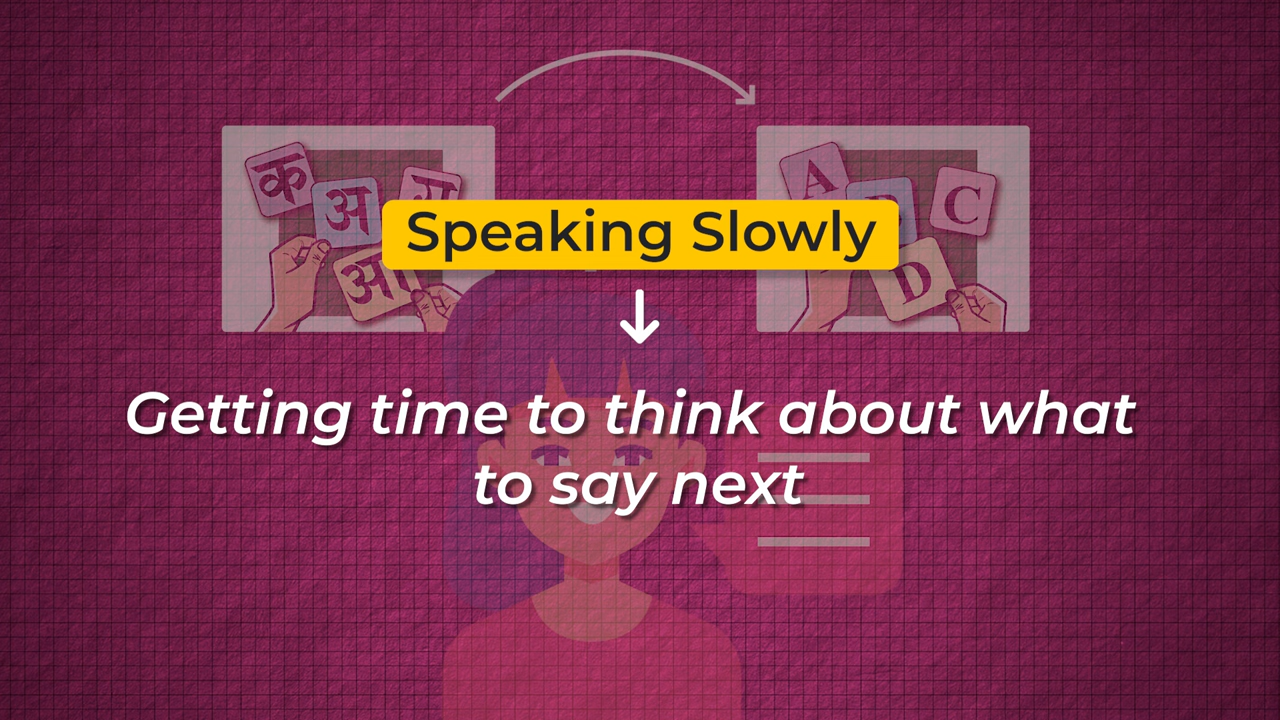 क
अ
ग
आ
A
B
C
D
Speaking Slowly
Getting time to think about what
to say next